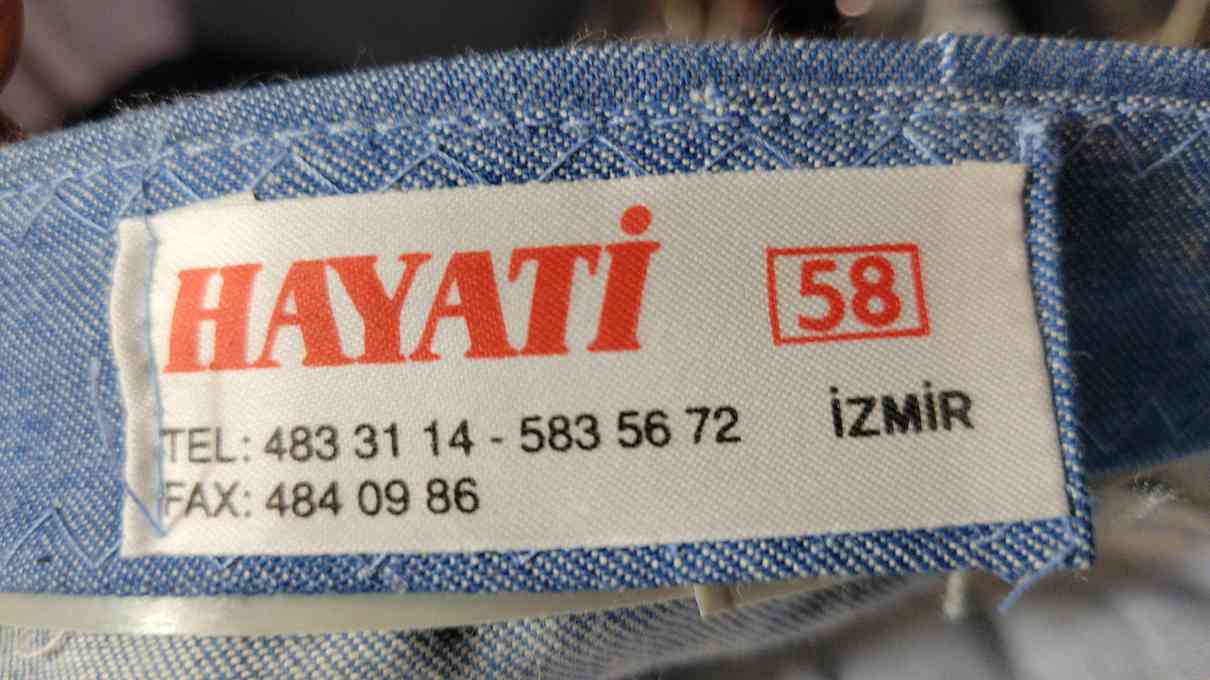 HAYATİ 58
TEL: 483 31 14 - 583 56 72 İZMİR
FAX: 484 09 86